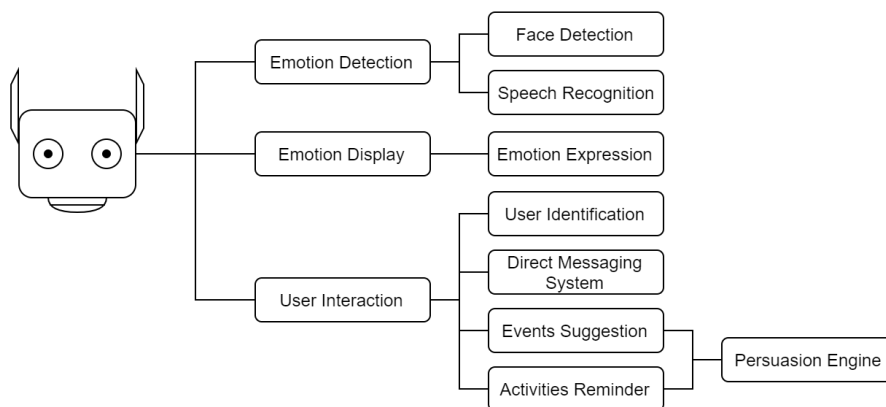 Face Detection
Emotion Detection
Speech Recognition
Emotion Display
Emotion Expression
User Identification
Direct Messaging
System
User Interaction
Events Suggestion
Persuasion Engine
Activities Reminder